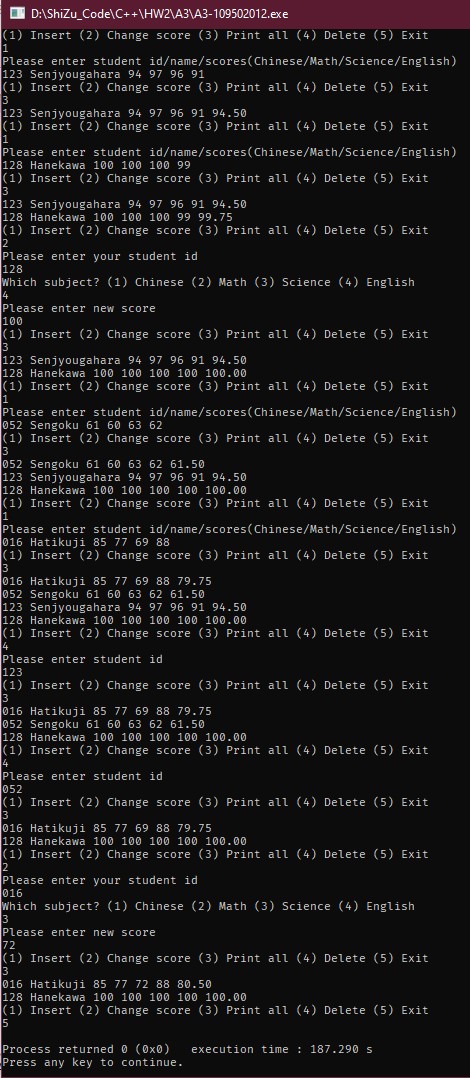 D:\ShiZu_Code\C++\HW2\A3\A3-109502012.exe
(1) Insert (2) Change score (3) Print all (4) Delete (5) Exit
1
Please enter student id/name/scores(Chinese/Math/Science/English)
123 Senjyougahara 94 97 96 91
(1) Insert (2) Change score (3) Print all (4) Delete (5) Exit
3
123 Senjyougahara 94 97 96 91 94.50
(1) Insert (2) Change score (3) Print all (4) Delete (5) Exit
1
Please enter student id/name/scores(Chinese/Math/Science/English)
128 Hanekawa 100 100 100 99
(1) Insert (2) Change score (3) Print all (4) Delete (5) Exit
3
123 Senjyougahara 94 97 96 91 94.50
128 Hanekawa 100 100 100 99 99.75
(1) Insert (2) Change score (3) Print all (4) Delete (5) Exit
2
Please enter your student id
128
Which subject? (1) Chinese (2) Math (3) Science (4) English
4
Please enter new score
100
(1) Insert (2) Change score (3) Print all (4) Delete (5) Exit
3
123 Senjyougahara 94 97 96 91 94.50
128 Hanekawa 100 100 100 100 100.00
(1) Insert (2) Change score (3) Print all (4) Delete (5) Exit
1
Please enter student id/name/scores(Chinese/Math/Science/English)
052 Sengoku 61 60 63 62
(1) Insert (2) Change score (3) Print all (4) Delete (5) Exit
3
052 Sengoku 61 60 63 62 61.50
123 Senjyougahara 94 97 96 91 94.50
128 Hanekawa 100 100 100 100 100.00
(1) Insert (2) Change score (3) Print all (4) Delete (5) Exit
1
Please enter student id/name/scores(Chinese/Math/Science/English)
016 Hatikuji 85 77 69 88
(1) Insert (2) Change score (3) Print all (4) Delete (5) Exit
3
016 Hatikuji 85 77 69 88 79.75
052 Sengoku 61 60 63 62 61.50
123 Senjyougahara 94 97 96 91 94.50
128 Hanekawa 100 100 100 100 100.00
(1) Insert (2) Change score (3) Print all (4) Delete (5) Exit
4
Please enter student id
123
(1) Insert (2) Change score (3) Print all (4) Delete (5) Exit
3
016 Hatikuji 85 77 69 88 79.75
052 Sengoku 61 60 63 62 61.50
128 Hanekawa 100 100 100 100 100.00
(1) Insert (2) Change score (3) Print all (4) Delete (5) Exit
4
Please enter student id
052
(1) Insert (2) Change score (3) Print all (4) Delete (5) Exit
3
016 Hatikuji 85 77 69 88 79.75
128 Hanekawa 100 100 100 100 100.00
(1) Insert (2) Change score (3) Print all (4) Delete (5) Exit
2
Please enter your student id
016
Which subject? (1) Chinese (2) Math (3) Science (4) English
3
Please enter new score
72
(1) Insert (2) Change score (3) Print all (4) Delete (5) Exit
3
016 Hatikuji 85 77 72 88 80.50
128 Hanekawa 100 100 100 100 100.00
(1) Insert (2) Change score (3) Print all (4) Delete (5) Exit
5
Process returned 0 (0x0)   execution time : 187.290 s
Press any key to continue.